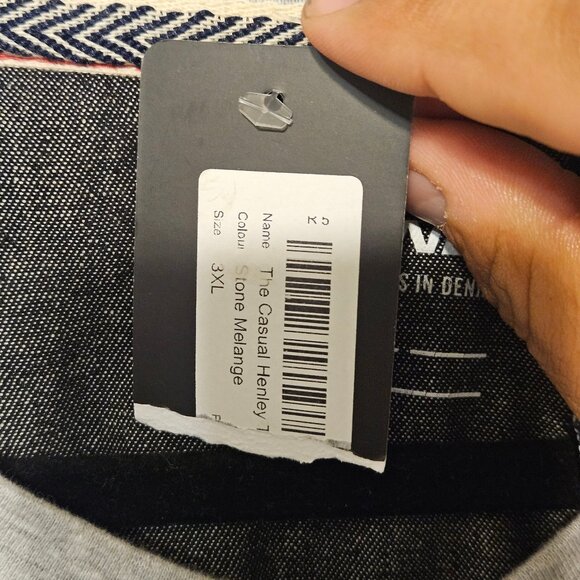 Name The Casual Henley T
Colour Stone Melange
Size 3XL
S IN DENI